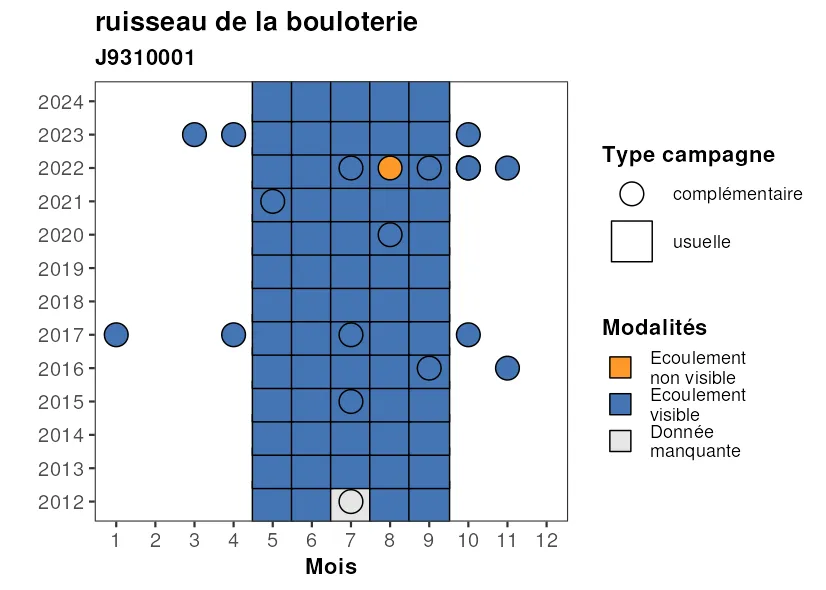 ruisseau de la bouloterie
J9310001
2024
2023
2022
2021
2020
2019
2018
2017
2016
2015
2014
2013
2012
1 2 3 4 5 6 7 8 9 10 11 12
Mois
Type campagne
complémentaire
usuelle
Modalités
Ecoulement
non visible
Ecoulement
visible
Donnée
manquante